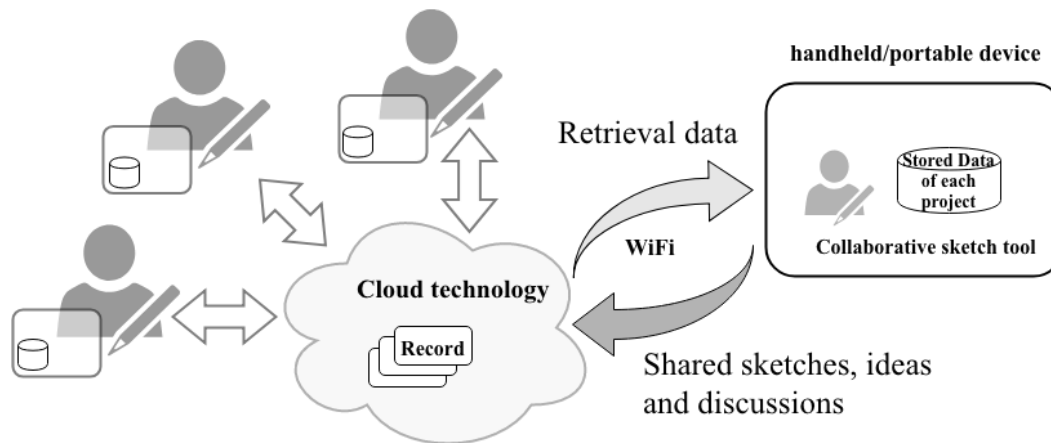 handheld/portable device
Retrieval data
Stored Data
of each
project
WiFi
Collaborative sketch tool
Cloud technology
Record
Shared sketches, ideas
and discussions